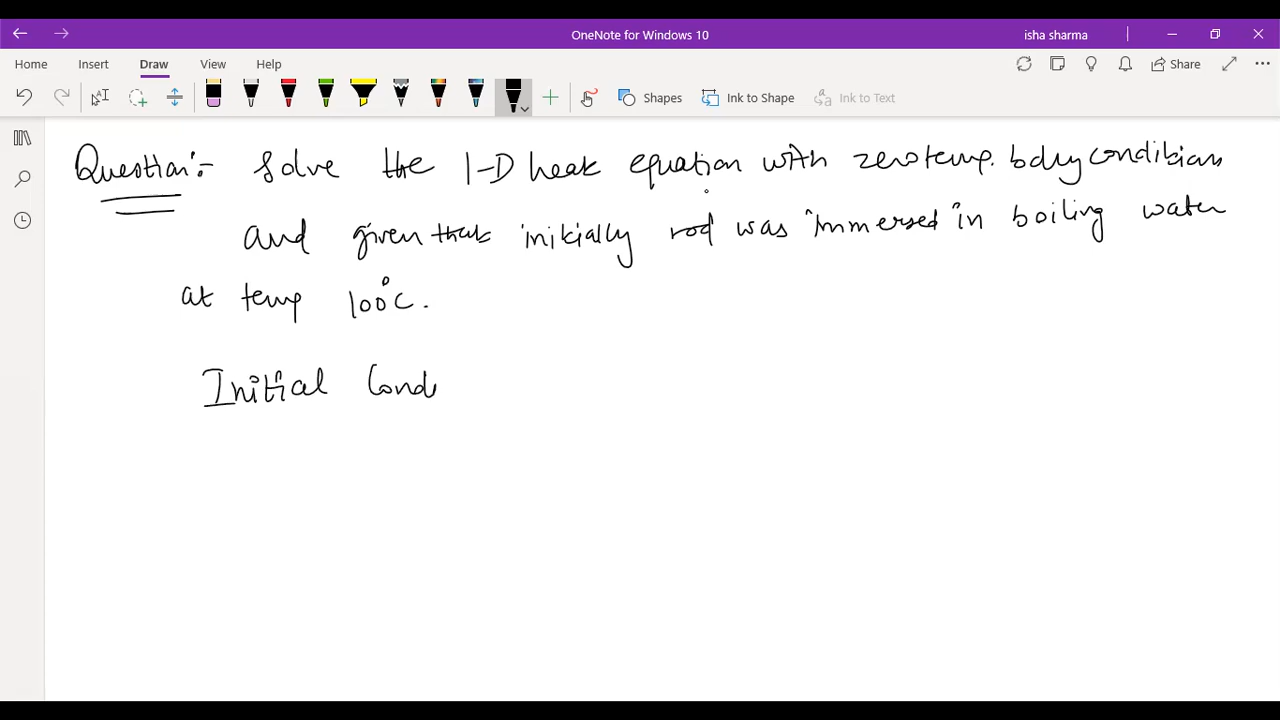 OneNote for Windows 10
isha sharma
Home Insert Draw View Help
Share
Shapes Ink to Shape Ink to Text
Question:- Solve the 1-D heat equation with zero temp. bdry conditions
and given that initially rod was immersed in boiling water
at temp 100°C.
Initial Cond